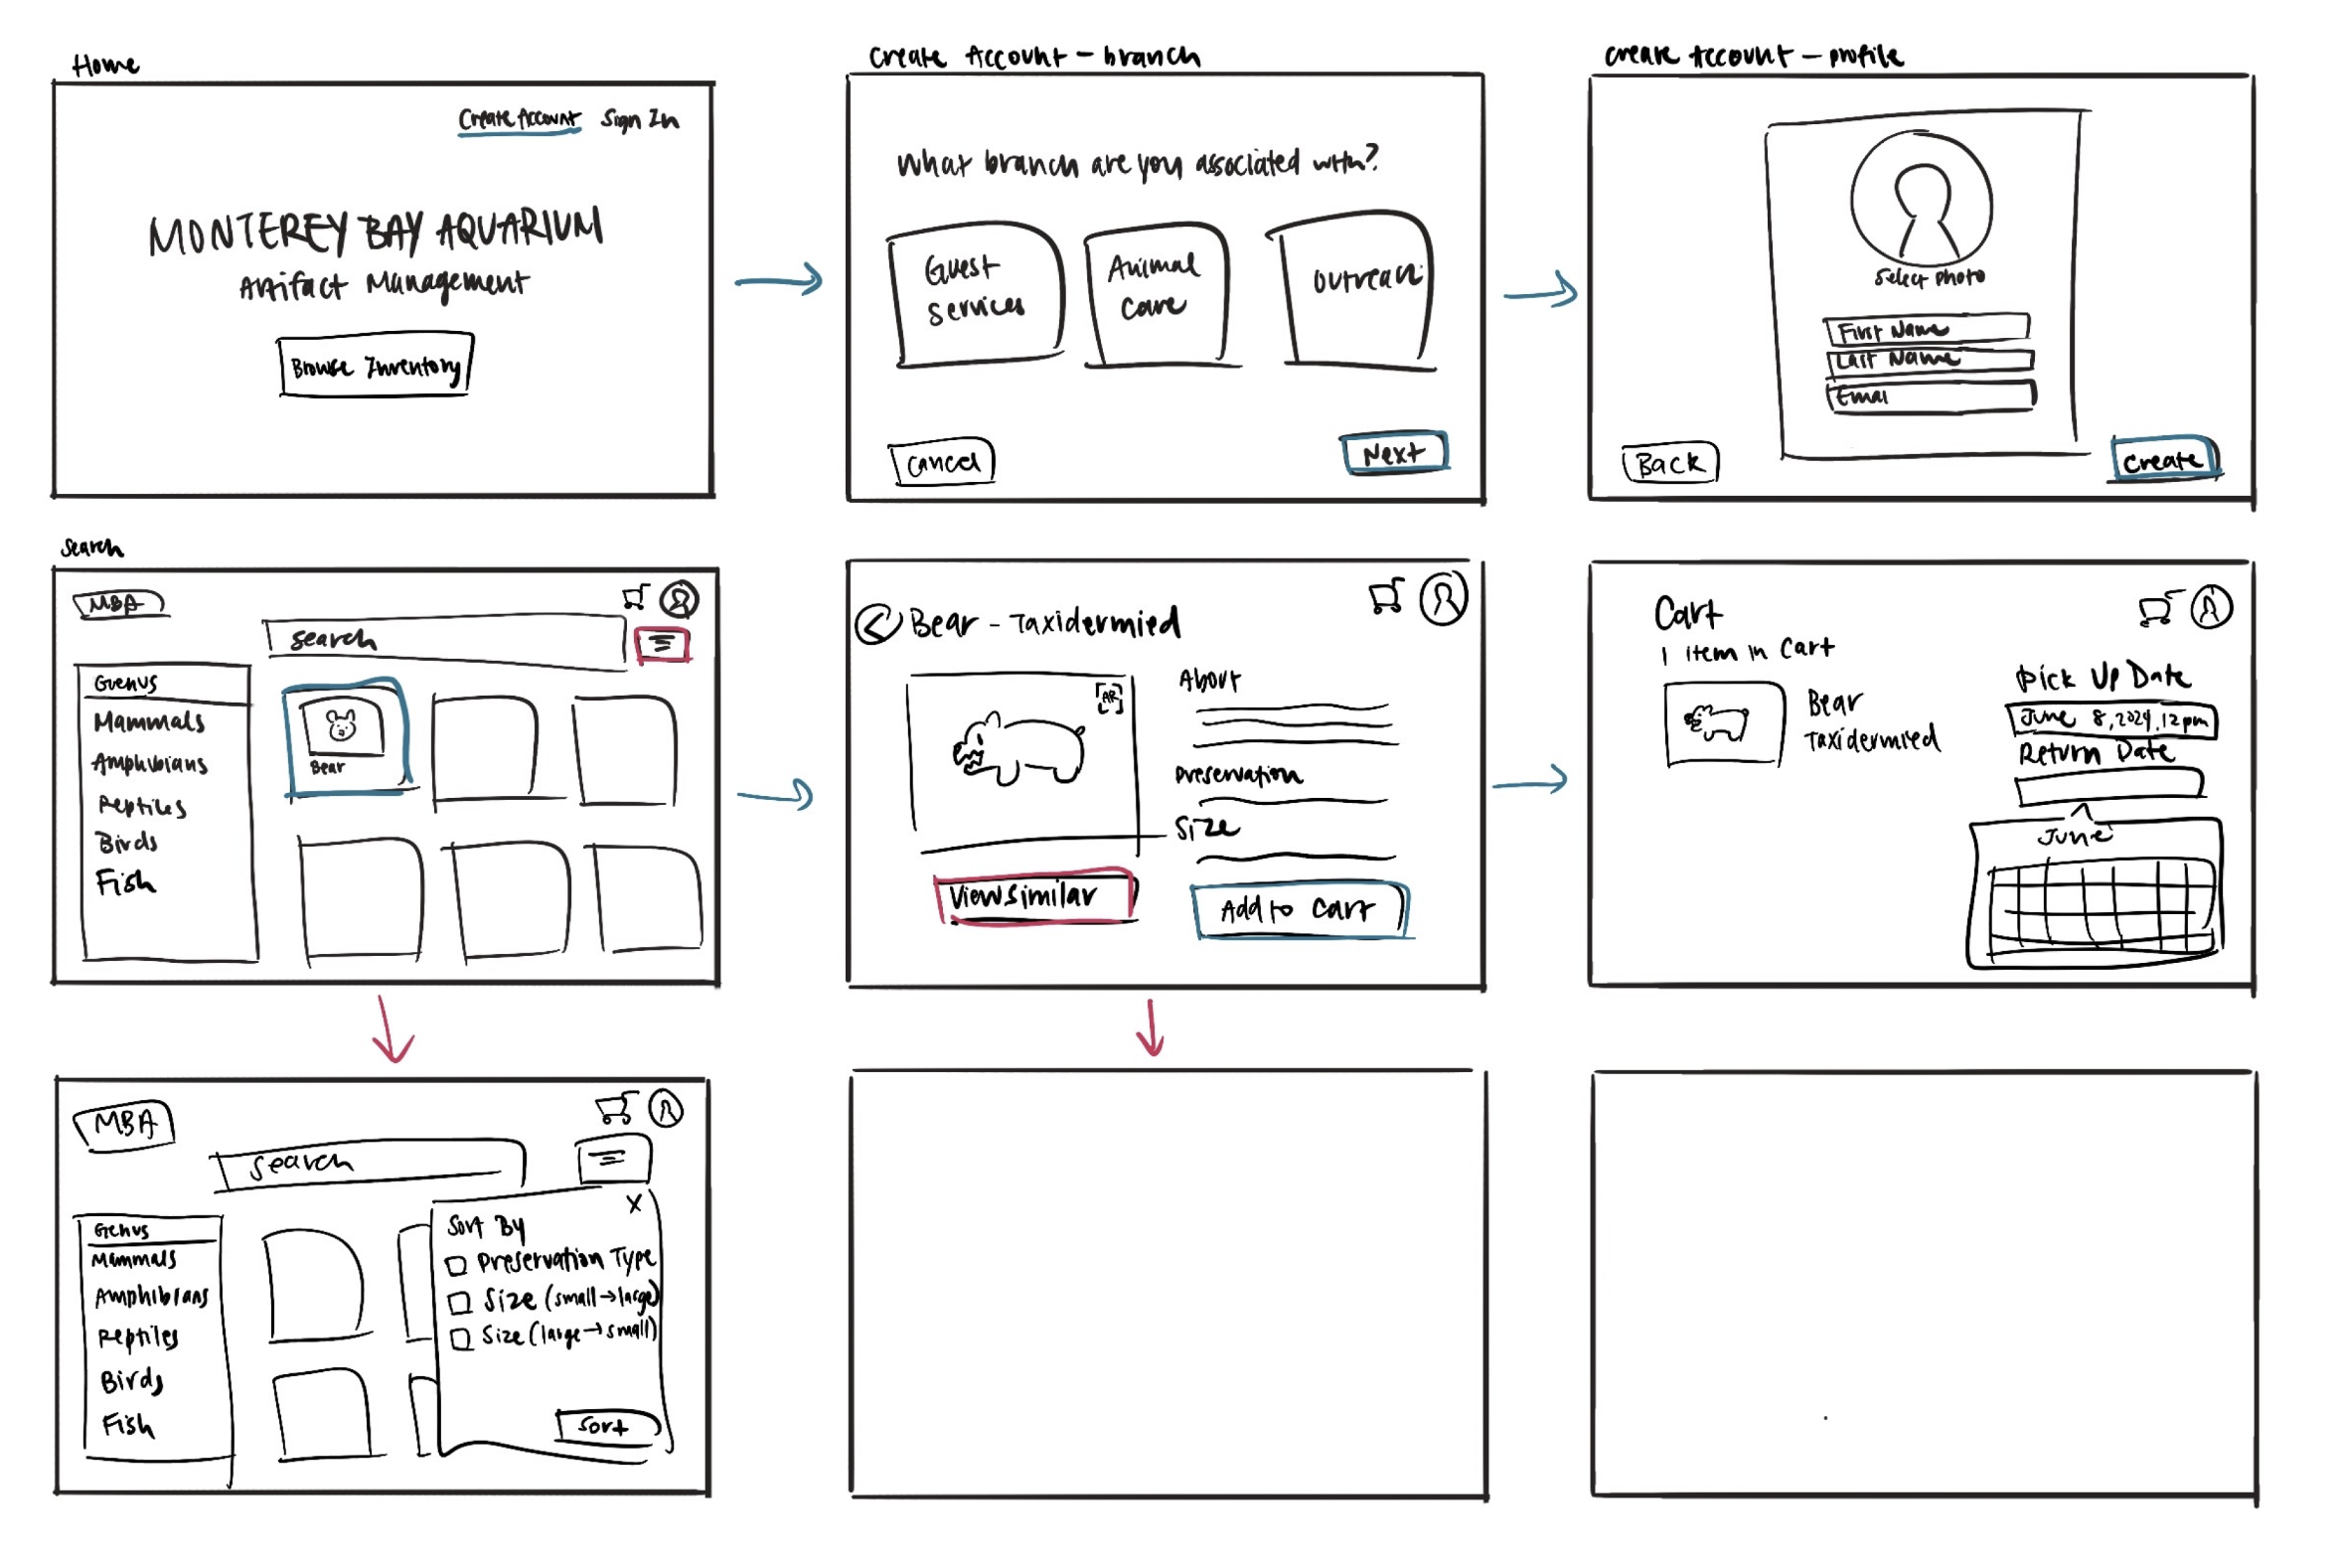 Home
Create Account Sign In
MONTEREY BAY AQUARIUM
Artifact Management
Browse Inventory
Create Account - branch
What branch are you associated with?
Guest
Services
Animal
Care
Outreach
Cancel
Next
Create Account - profile
Select Photo
First Name
Last Name
Email
Back
Create
Search
MBA
Search
Genus
Mammals
Amphibians
Reptiles
Birds
Fish
Bear
< Bear - Taxidermied
AR
About
Preservation
Size
View similar
Add to Cart
Cart
1 item in Cart
Bear
Taxidermied
Pick Up Date
June 8, 2024, 12pm
Return Date
June
MBA
Search
Genus
Mammals
Amphibians
Reptiles
Birds
Fish
X
Sort By
Preservation Type
Size (small→large)
Size (large→small)
Sort